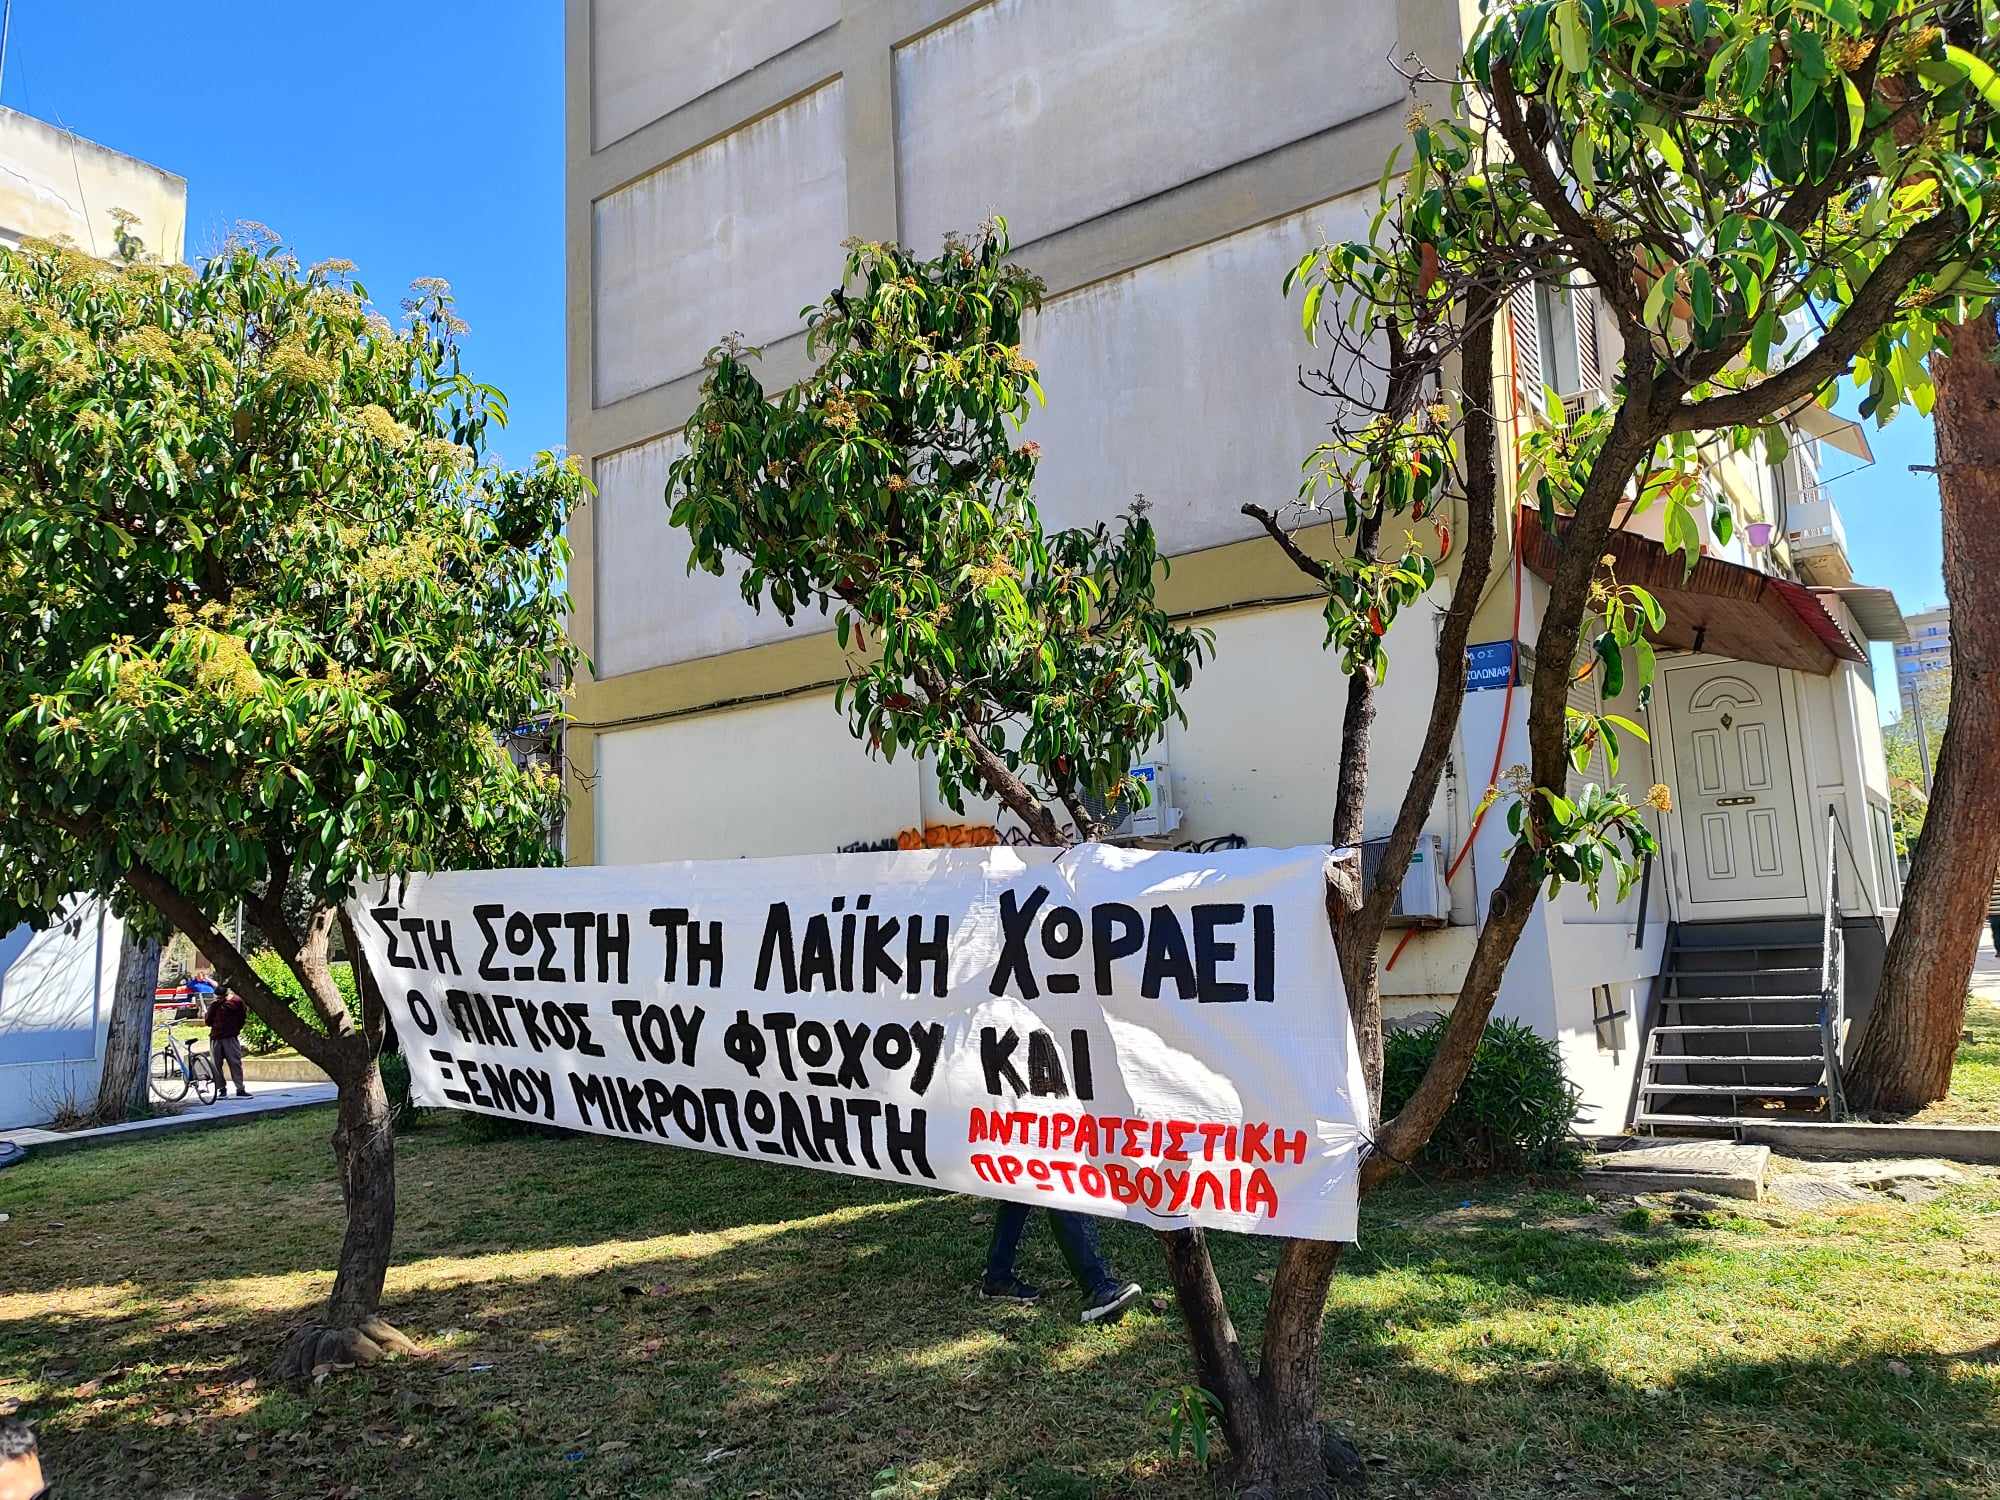 ΣΤΗ ΣΩΣΤΗ ΤΗ ΛΑΪΚΗ ΧΩΡΑΕΙ
Ο ΠΑΓΚΟΣ ΤΟΥ ΦΤΩΧΟΥ ΚΑΙ
ΞΕΝΟΥ ΜΙΚΡΟΠΩΛΗΤΗ
ΑΝΤΙΡΑΤΣΙΣΤΙΚΗ
ΠΡΩΤΟΒΟΥΛΙΑ